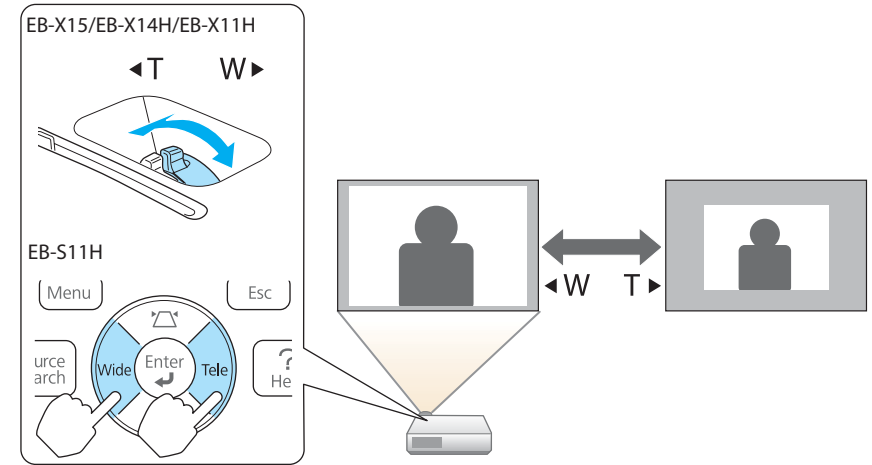 EB-X15/EB-X14H/EB-X11H
◄T W►
EB-S11H
Menu
Esc
urce
arch
Wide
Enter
Tele
?
He
◄W T►